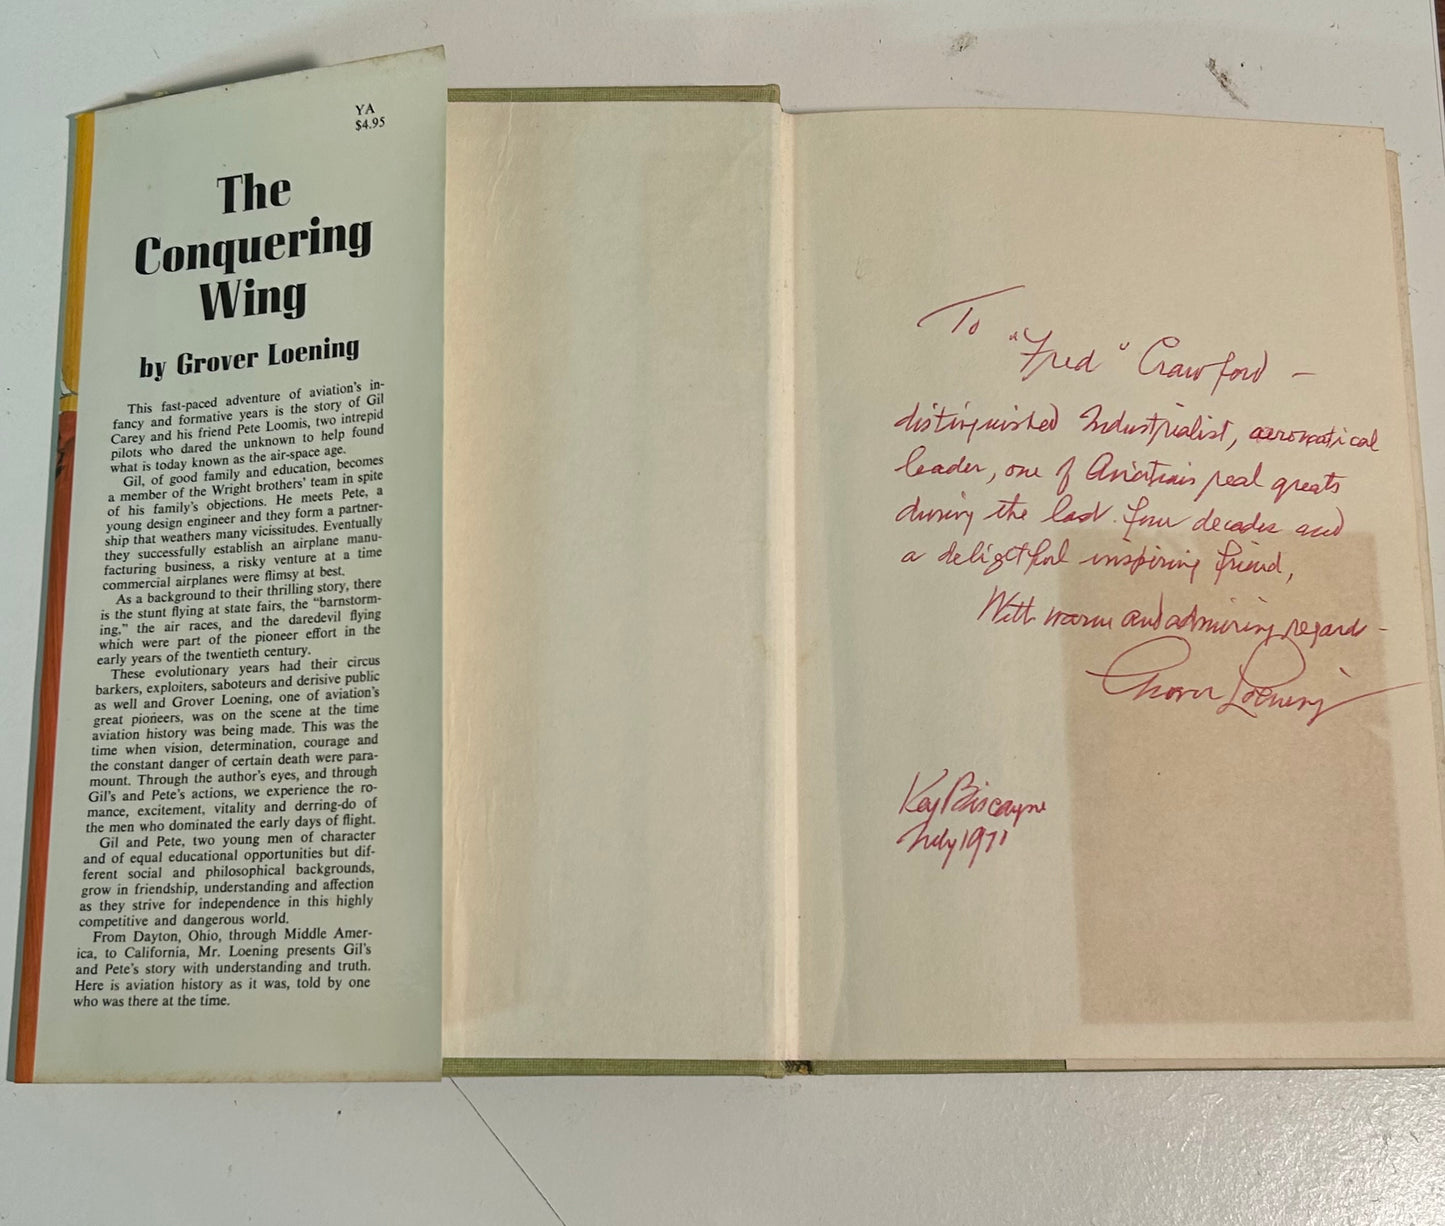 YA
$4.95
The
Conquering
Wing
by Grover Loening
This fast-paced adventure of aviation's in-
fancy and formative years is the story of Gil
Carey and his friend Pete Loomis, two intrepid
pilots who dared the unknown to help found
what is today known as the air-space age.
Gil, of good family and education, becomes
a member of the Wright brothers' team in spite
of his family's objections. He meets Pete, a
young design engineer and they form a partner-
ship that weathers many vicissitudes. Eventually
they successfully establish an airplane manu-
facturing business, a risky venture at a time
commercial airplanes were flimsy at best.
As a background to their thrilling story, there
is the stunt flying at state fairs, the "barnstorm-
ing," the air races, and the daredevil flying
which were part of the pioneer effort in the
early years of the twentieth century.
These evolutionary years had their circus
barkers, exploiters, saboteurs and derisive public
as well and Grover Loening, one of aviation's
great pioneers, was on the scene at the time
aviation history was being made. This was the
time when vision, determination, courage and
the constant danger of certain death were para-
mount. Through the author's eyes, and through
Gil's and Pete's actions, we experience the ro-
mance, excitement, vitality and derring-do of
the men who dominated the early days of flight.
Gil and Pete, two young men of character
and of equal educational opportunities but dif-
ferent social and philosophical backgrounds,
grow in friendship, understanding and affection
as they strive for independence in this highly
competitive and dangerous world.
From Dayton, Ohio, through Middle Amer-
ica, to California, Mr. Loening presents Gil's
and Pete's story with understanding and truth.
Here is aviation history as it was, told by one
who was there at the time.
To
"Fred" Crawford —
distinguished Industrialist, aeronautical
leader, one of Aviation's real greats
during the last four decades and
a delightful inspiring friend,
With warm and admiring regard -
Grover Loening
Key Biscayne
July 1971